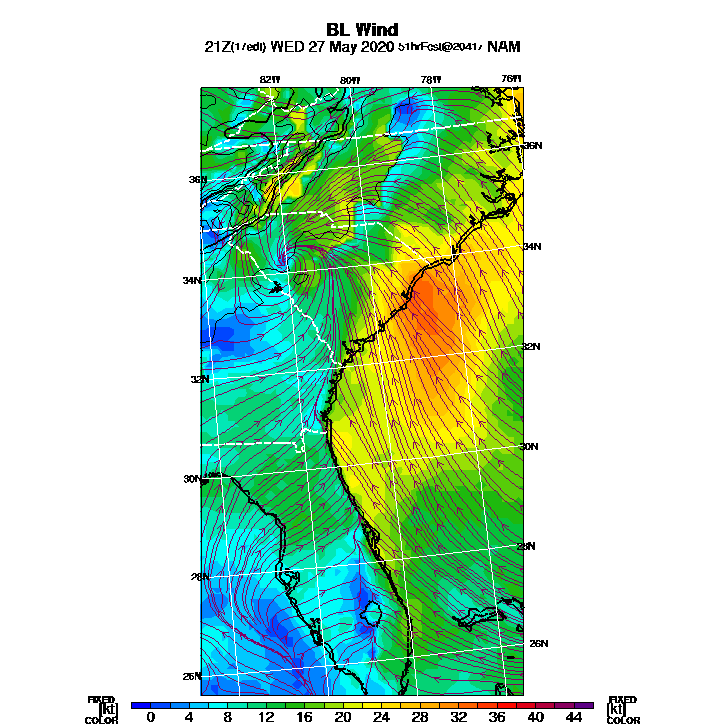 BL Wind
21Z(17edt) WED 27 May 2020 51hrFcst@2041z NAM
82W 80W 78W 76W
36N
36N
34N
34N
32N
32N
30N
30N
28N
28N
26N
26N
FIXED FIXED
[kt] 0 4 8 12 16 20 24 28 32 36 40 44 [kt]
COLOR COLOR